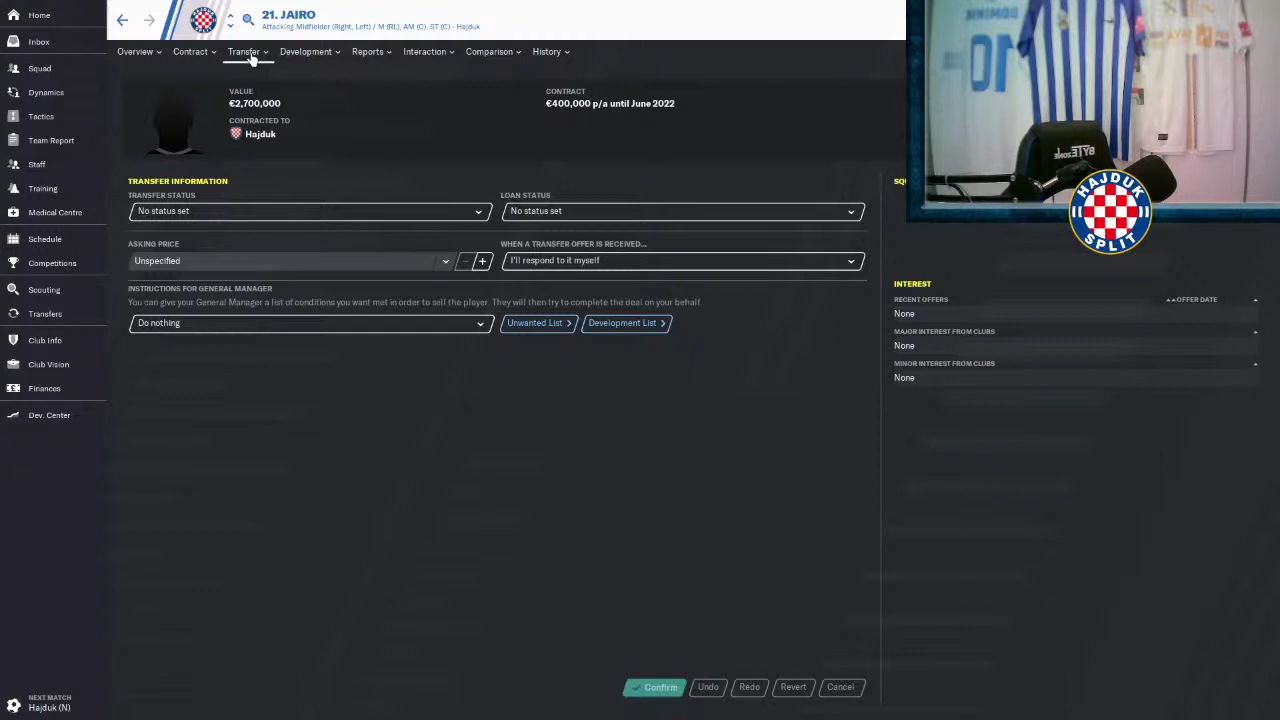 Home
Inbox
Squad
Dynamics
Tactics
Team Report
Staff
Training
Medical Centre
Schedule
Competitions
Scouting
Transfers
Club Info
Club Vision
Finances
Dev. Center
NEXT MATCH
Hajduk (N)
21. JAIRO
Attacking Midfielder (Right, Left) / M (RL), AM (C), ST (C) - Hajduk
Overview Contract Transfer Development Reports Interaction Comparison History
VALUE
€2,700,000
CONTRACTED TO
Hajduk
CONTRACT
€400,000 p/a until June 2022
TRANSFER INFORMATION
TRANSFER STATUS
No status set
LOAN STATUS
No status set
ASKING PRICE
Unspecified
WHEN A TRANSFER OFFER IS RECEIVED...
I'll respond to it myself
INSTRUCTIONS FOR GENERAL MANAGER
You can give your General Manager a list of conditions you want met in order to sell the player. They will then try to complete the deal on your behalf.
Do nothing
Unwanted List
Development List
INTEREST
RECENT OFFERS OFFER DATE
None
MAJOR INTEREST FROM CLUBS
None
MINOR INTEREST FROM CLUBS
None
Confirm Undo Redo Revert Cancel
DOMINIK
10
HAJDUK
SPLIT